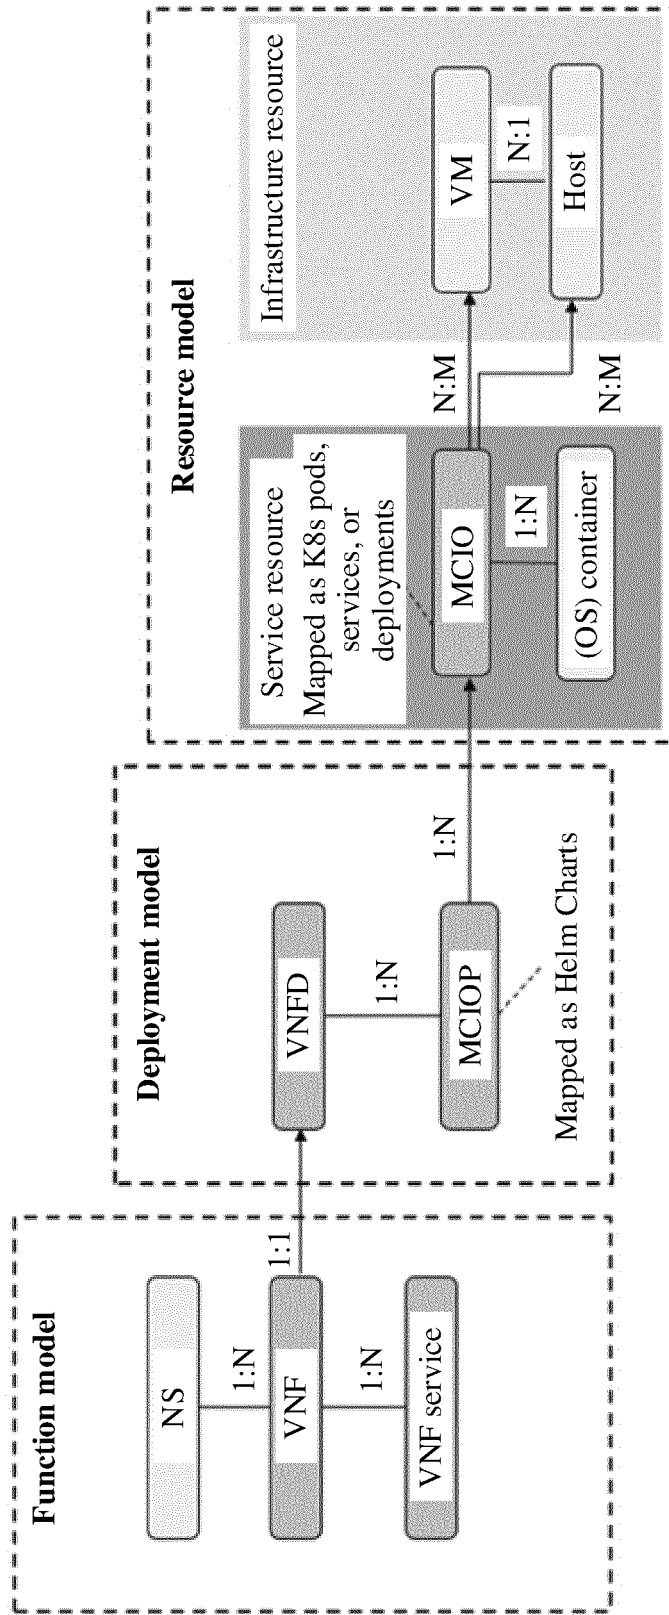 Function model
NS
1:N
VNF
1:N
VNF service
1:1
Deployment model
VNFD
1:N
MCIOP
Mapped as Helm Charts
1:N
Resource model
Service resource
Mapped as K8s pods,
services, or
deployments
MCIO
1:N
(OS) container
N:M
N:M
Infrastructure resource
VM
N:1
Host